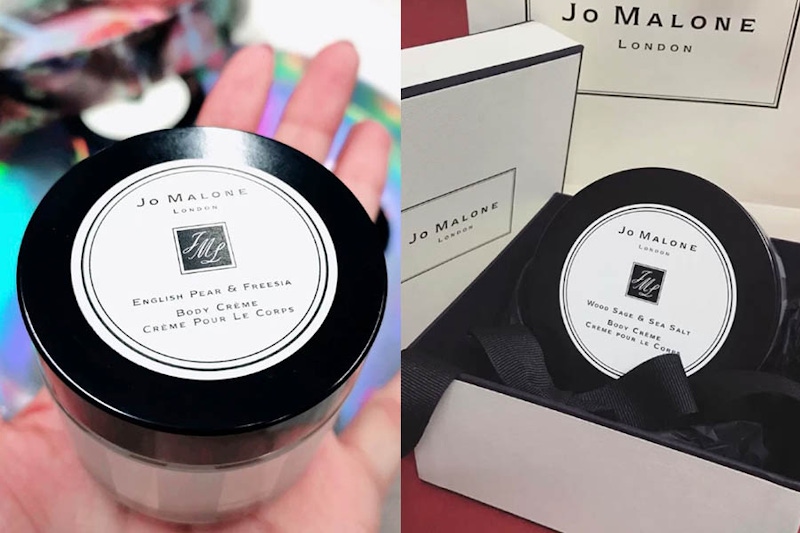 Jo Malone
London
JML
English Pear & Freesia
Body Crème
Crème Pour Le Corps
Jo Malone
London
Jo Malone
London
Jo Malone
London
JML
Wood Sage & Sea Salt
Body Crème
Crème pour le Corps